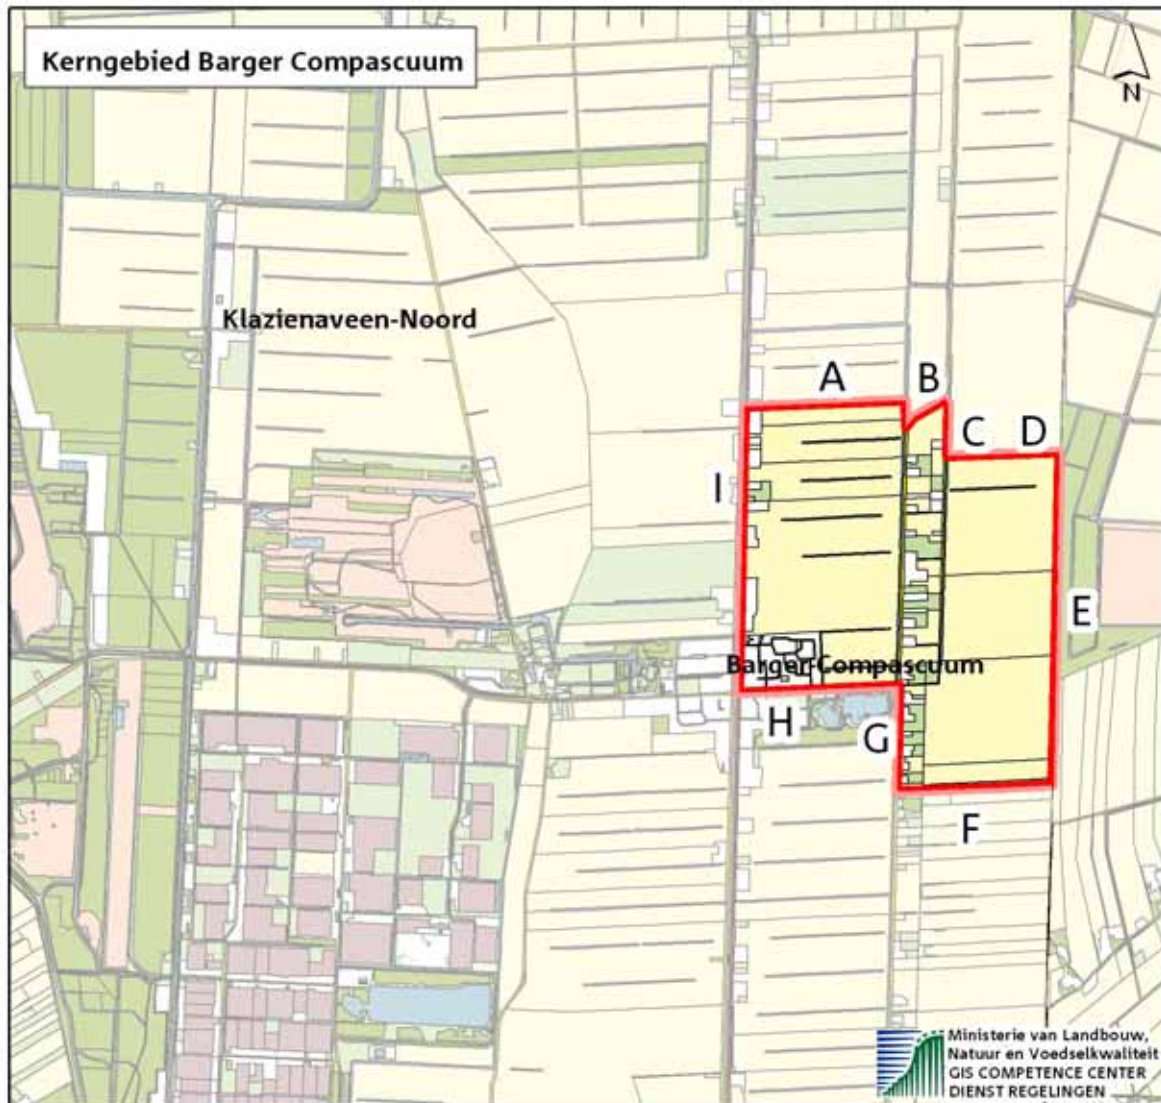 Kerngebied Barger Compascuum
N
Klazienaveen-Noord
A
B
C
D
I
E
Barger-Compascuum
H
G
F
Ministerie van Landbouw,
Natuur en Voedselkwaliteit
GIS COMPETENCE CENTER
DIENST REGELINGEN